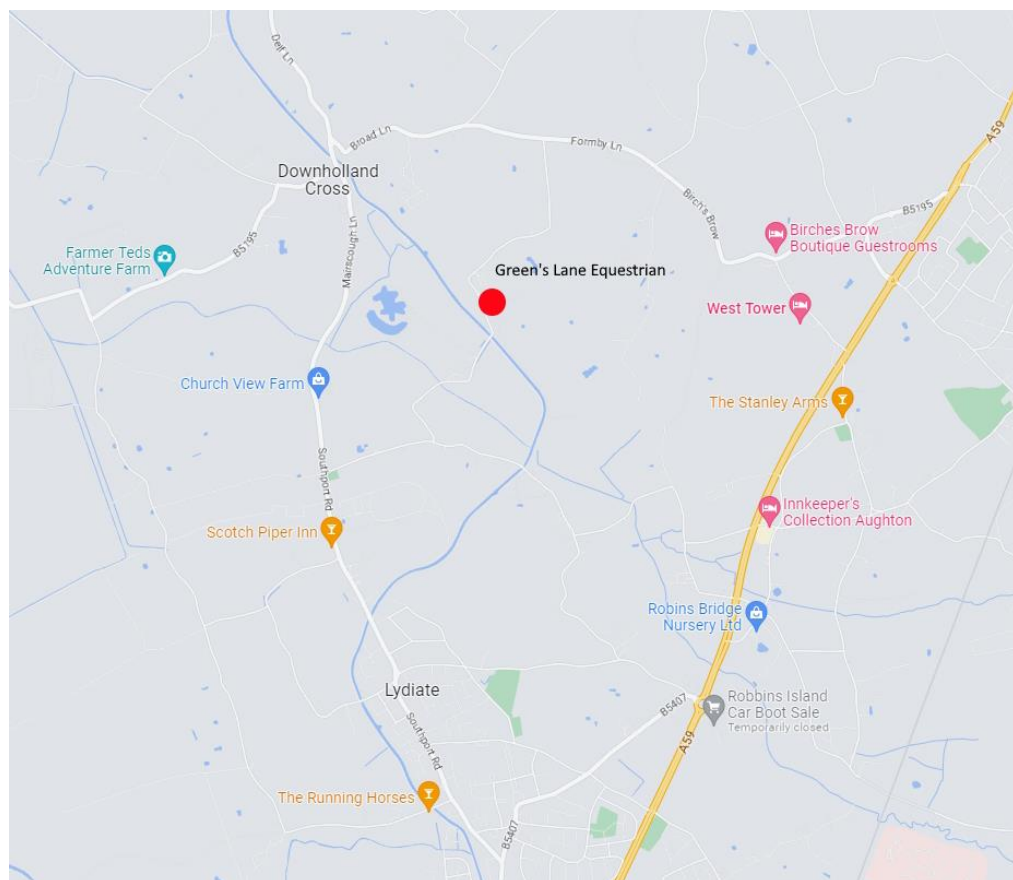 Delf Ln
A59
Broad Ln
Formby Ln
Downholland
Cross
Birch's Brow
B5195
Birches Brow
Boutique Guestrooms
Farmer Teds
Adventure Farm
B5195
Mairscough Ln
Green's Lane Equestrian
West Tower
Church View Farm
The Stanley Arms
Southport Rd
Innkeeper's
Collection Aughton
Scotch Piper Inn
Robins Bridge
Nursery Ltd
Lydiate
B5407
Robbins Island
Car Boot Sale
Temporarily closed
Southport Rd
A59
The Running Horses
B5407